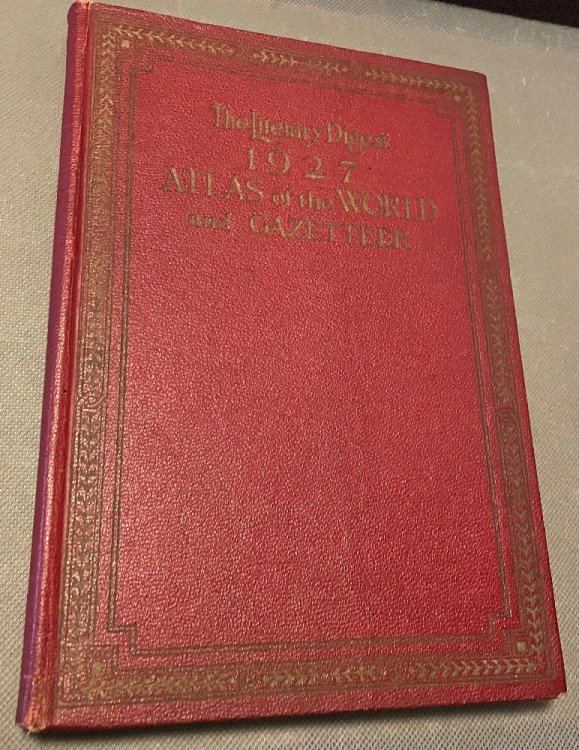 The Literary Digest
1927
ATLAS of the WORLD
and GAZETTEER